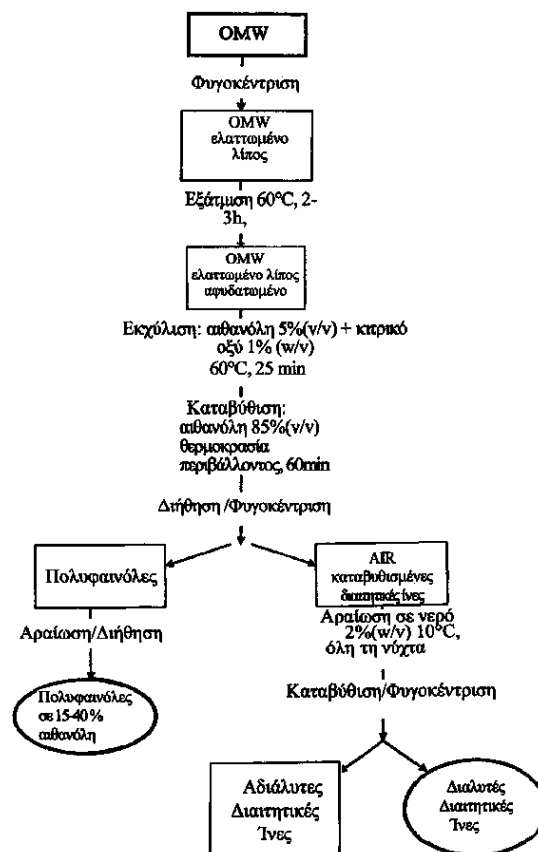 OMW
Φυγοκέντριση
OMW
ελαττωμένο
λίπος
Εξάτμιση 60°C, 2-
3h,
OMW
ελαττωμένο λίπος
αφυδατωμένο
Εκχύλιση: αιθανόλη 5%(v/v) + κιτρικό
οξύ 1% (w/v)
60°C, 25 min
Καταβύθιση:
αιθανόλη 85%(v/v)
θερμοκρασία
περιβάλλοντος, 60min
Διήθηση /Φυγοκέντριση
Πολυφαινόλες
Αραίωση/Διήθηση
Πολυφαινόλες
σε 15-40 %
αιθανόλη
AIR
καταβυθισμένες
διαιτητικές ίνες
Αραίωση σε νερό
2%(w/v) 10°C,
όλη τη νύχτα
Καταβύθιση/Φυγοκέντριση
Αδιάλυτες
Διαιτητικές
Ίνες
Διαλυτές
Διαιτητικές
Ίνες